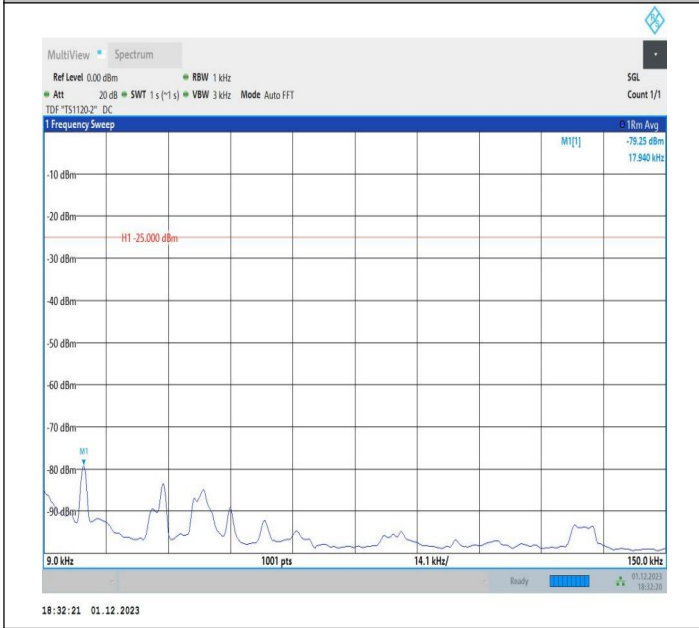 MultiView Spectrum
Ref Level 0.00 dBm RBW 1 kHz SGL
Att 20 dB SWT 1 s (~1 s) VBW 3 kHz Mode Auto FFT Count 1/1
TDF "TS1120-2" DC
1 Frequency Sweep 1Rm Avg
M1[1] -79.25 dBm
17.940 kHz
-10 dBm
-20 dBm
H1 -25.000 dBm
-30 dBm
-40 dBm
-50 dBm
-60 dBm
-70 dBm
M1
-80 dBm
-90 dBm
9.0 kHz 1001 pts 14.1 kHz/ 150.0 kHz
Ready 01.12.2023
18:32:20
18:32:21 01.12.2023